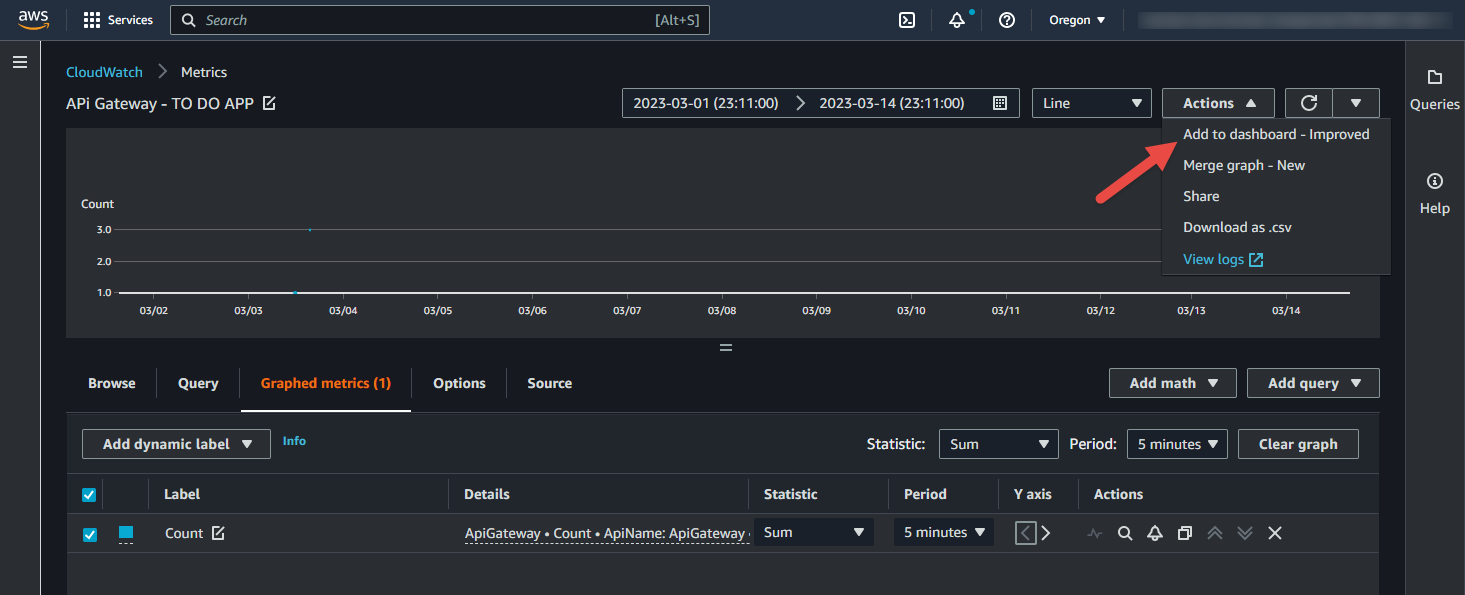 aws
Services
Search
[Alt+S]
Oregon
CloudWatch
Metrics
APi Gateway - TO DO APP
2023-03-01 (23:11:00)
2023-03-14 (23:11:00)
Line
Actions
Queries
Help
Add to dashboard - Improved
Merge graph - New
Share
Download as .csv
View logs
Count
3.0
2.0
1.0
03/02
03/03
03/04
03/05
03/06
03/07
03/08
03/09
03/10
03/11
03/12
03/13
03/14
Browse
Query
Graphed metrics (1)
Options
Source
Add math
Add query
Add dynamic label
Info
Statistic:
Sum
Period:
5 minutes
Clear graph
Label
Details
Statistic
Period
Y axis
Actions
Count
ApiGateway • Count • ApiName: ApiGateway
Sum
5 minutes